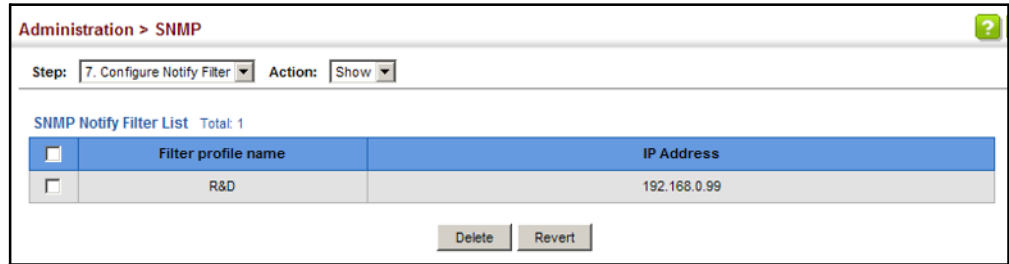 Administration > SNMP
?
Step: 7. Configure Notify Filter Action: Show
SNMP Notify Filter List Total: 1
Filter profile name IP Address
R&D 192.168.0.99
Delete Revert